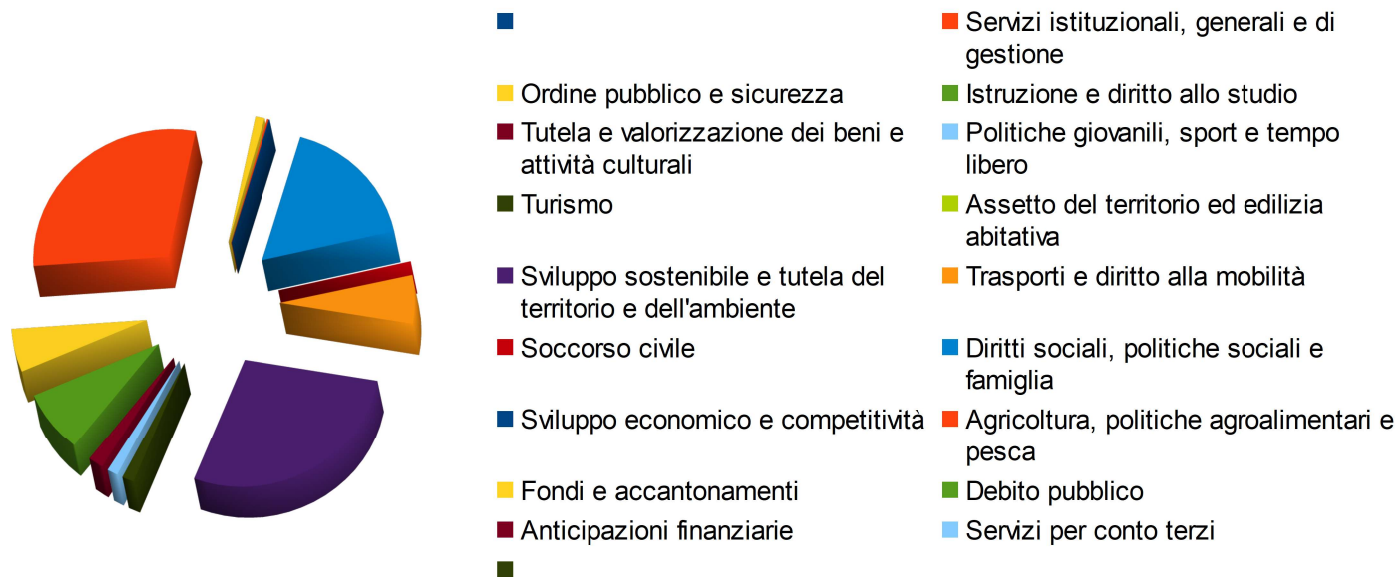 Servizi istituzionali, generali e di
gestione
Ordine pubblico e sicurezza
Istruzione e diritto allo studio
Tutela e valorizzazione dei beni e
attività culturali
Politiche giovanili, sport e tempo
libero
Turismo
Assetto del territorio ed edilizia
abitativa
Sviluppo sostenibile e tutela del
territorio e dell'ambiente
Trasporti e diritto alla mobilità
Soccorso civile
Diritti sociali, politiche sociali e
famiglia
Sviluppo economico e competitività
Agricoltura, politiche agroalimentari e
pesca
Fondi e accantonamenti
Debito pubblico
Anticipazioni finanziarie
Servizi per conto terzi